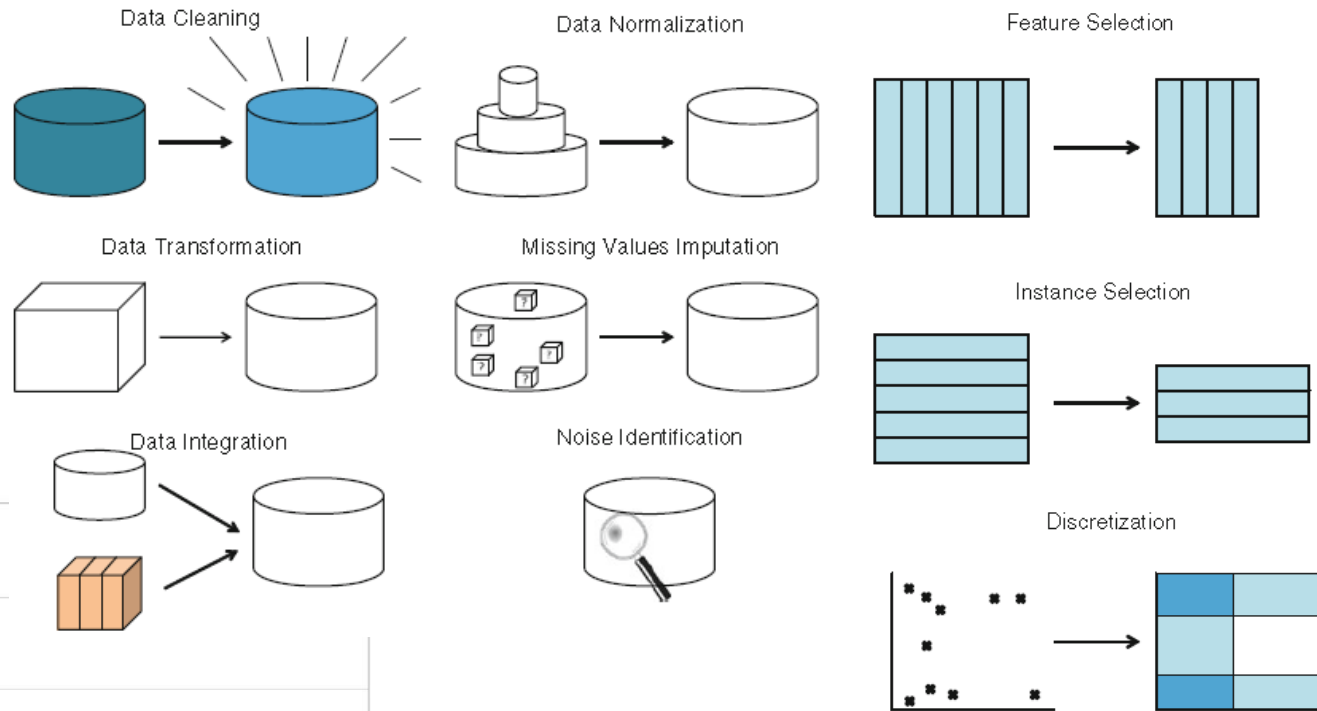 Data Cleaning
Data Normalization
Feature Selection
Data Transformation
Missing Values Imputation
Instance Selection
?
?
?
?
?
Data Integration
Noise Identification
Discretization